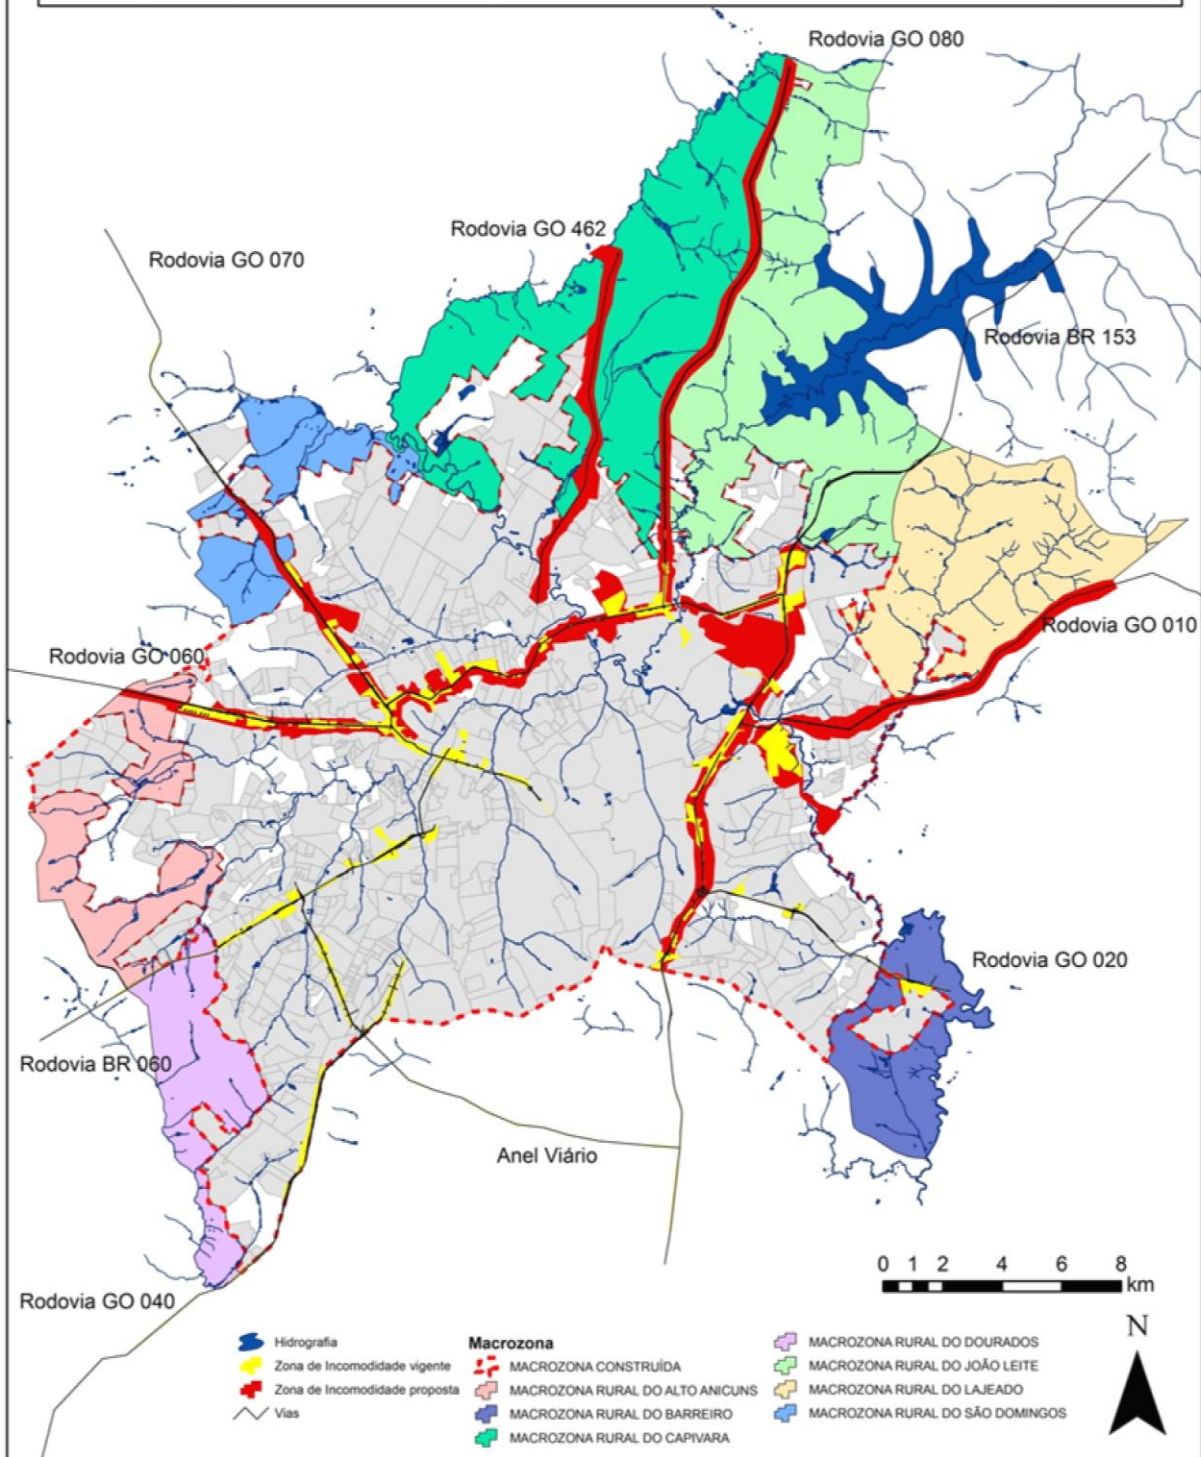 Rodovia GO 080
Rodovia GO 462
Rodovia GO 070
Rodovia BR 153
Rodovia GO 010
Rodovia GO 060
Rodovia GO 020
Rodovia BR 060
Anel Viário
0 1 2 4 6 8
km
Rodovia GO 040
N
Hidrografia
Zona de Incomodidade vigente
Zona de Incomodidade proposta
Vias
Macrozona
MACROZONA CONSTRUÍDA
MACROZONA RURAL DO ALTO ANICUNS
MACROZONA RURAL DO BARREIRO
MACROZONA RURAL DO CAPIVARA
MACROZONA RURAL DO DOURADOS
MACROZONA RURAL DO JOÃO LEITE
MACROZONA RURAL DO LAJEADO
MACROZONA RURAL DO SÃO DOMINGOS